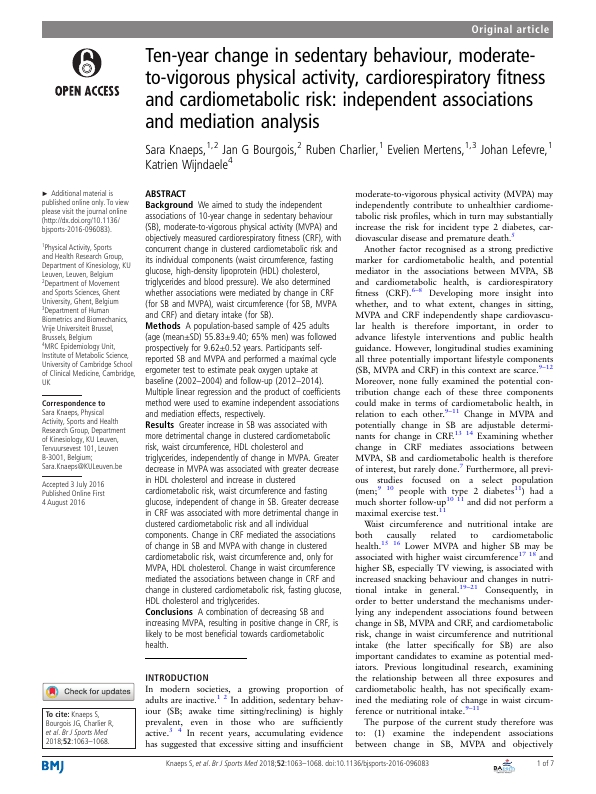 Original article
OPEN ACCESS
Ten-year change in sedentary behaviour, moderate-
to-vigorous physical activity, cardiorespiratory fitness
and cardiometabolic risk: independent associations
and mediation analysis
Sara Knaeps,1,2 Jan G Bourgois,2 Ruben Charlier,1 Evelien Mertens,1,3 Johan Lefevre,1
Katrien Wijndaele4
► Additional material is
published online only. To view
please visit the journal online
(http://dx.doi.org/10.1136/
bjsports-2016-096083).
1Physical Activity, Sports
and Health Research Group,
Department of Kinesiology, KU
Leuven, Leuven, Belgium
2Department of Movement
and Sports Sciences, Ghent
University, Ghent, Belgium
3Department of Human
Biometrics and Biomechanics,
Vrije Universiteit Brussel,
Brussels, Belgium
4MRC Epidemiology Unit,
Institute of Metabolic Science,
University of Cambridge School
of Clinical Medicine, Cambridge,
UK
Correspondence to
Sara Knaeps, Physical
Activity, Sports and Health
Research Group, Department
of Kinesiology, KU Leuven,
Tervuursevest 101, Leuven
B-3001, Belgium;
Sara.Knaeps@KULeuven.be
Accepted 3 July 2016
Published Online First
4 August 2016
Check for updates
To cite: Knaeps S,
Bourgois JG, Charlier R,
et al. Br J Sports Med
2018;52:1063–1068.
ABSTRACT
Background We aimed to study the independent
associations of 10-year change in sedentary behaviour
(SB), moderate-to-vigorous physical activity (MVPA) and
objectively measured cardiorespiratory fitness (CRF), with
concurrent change in clustered cardiometabolic risk and
its individual components (waist circumference, fasting
glucose, high-density lipoprotein (HDL) cholesterol,
triglycerides and blood pressure). We also determined
whether associations were mediated by change in CRF
(for SB and MVPA), waist circumference (for SB, MVPA
and CRF) and dietary intake (for SB).
Methods A population-based sample of 425 adults
(age (mean±SD) 55.83±9.40; 65% men) was followed
prospectively for 9.62±0.52 years. Participants self-
reported SB and MVPA and performed a maximal cycle
ergometer test to estimate peak oxygen uptake at
baseline (2002–2004) and follow-up (2012–2014).
Multiple linear regression and the product of coefficients
method were used to examine independent associations
and mediation effects, respectively.
Results Greater increase in SB was associated with
more detrimental change in clustered cardiometabolic
risk, waist circumference, HDL cholesterol and
triglycerides, independently of change in MVPA. Greater
decrease in MVPA was associated with greater decrease
in HDL cholesterol and increase in clustered
cardiometabolic risk, waist circumference and fasting
glucose, independent of change in SB. Greater decrease
in CRF was associated with more detrimental change in
clustered cardiometabolic risk and all individual
components. Change in CRF mediated the associations
of change in SB and MVPA with change in clustered
cardiometabolic risk, waist circumference and, only for
MVPA, HDL cholesterol. Change in waist circumference
mediated the associations between change in CRF and
change in clustered cardiometabolic risk, fasting glucose,
HDL cholesterol and triglycerides.
Conclusions A combination of decreasing SB and
increasing MVPA, resulting in positive change in CRF, is
likely to be most beneficial towards cardiometabolic
health.
INTRODUCTION
In modern societies, a growing proportion of
adults are inactive.1 2 In addition, sedentary behav-
iour (SB; awake time sitting/reclining) is highly
prevalent, even in those who are sufficiently
active.3 4 In recent years, accumulating evidence
has suggested that excessive sitting and insufficient
moderate-to-vigorous physical activity (MVPA) may
independently contribute to unhealthier cardiome-
tabolic risk profiles, which in turn may substantially
increase the risk for incident type 2 diabetes, car-
diovascular disease and premature death.5
Another factor recognised as a strong predictive
marker for cardiometabolic health, and potential
mediator in the associations between MVPA, SB
and cardiometabolic health, is cardiorespiratory
fitness (CRF).6–8 Developing more insight into
whether, and to what extent, changes in sitting,
MVPA and CRF independently shape cardiovascu-
lar health is therefore important, in order to
advance lifestyle interventions and public health
guidance. However, longitudinal studies examining
all three potentially important lifestyle components
(SB, MVPA and CRF) in this context are scarce.9–12
Moreover, none fully examined the potential con-
tribution change each of these three components
could make in terms of cardiometabolic health, in
relation to each other.9–11 Change in MVPA and
potentially change in SB are adjustable determi-
nants for change in CRF.13 14 Examining whether
change in CRF mediates associations between
MVPA, SB and cardiometabolic health is therefore
of interest, but rarely done.7 Furthermore, all previ-
ous studies focused on a select population
(men;9 10 people with type 2 diabetes11) had a
much shorter follow-up10 11 and did not perform a
maximal exercise test.11
Waist circumference and nutritional intake are
both causally related to cardiometabolic
health.15 16 Lower MVPA and higher SB may be
associated with higher waist circumference17 18 and
higher SB, especially TV viewing, is associated with
increased snacking behaviour and changes in nutri-
tional intake in general.19–21 Consequently, in
order to better understand the mechanisms under-
lying any independent associations found between
change in SB, MVPA and CRF, and cardiometabolic
risk, change in waist circumference and nutritional
intake (the latter specifically for SB) are also
important candidates to examine as potential med-
iators. Previous longitudinal research, examining
the relationship between all three exposures and
cardiometabolic health, has not specifically exam-
ined the mediating role of change in waist circum-
ference or nutritional intake.9–11
The purpose of the current study therefore was
to: (1) examine the independent associations
between change in SB, MVPA and objectively
BMJ
Knaeps S, et al. Br J Sports Med 2018;52:1063–1068. doi:10.1136/bjsports-2016-096083
1 of 7